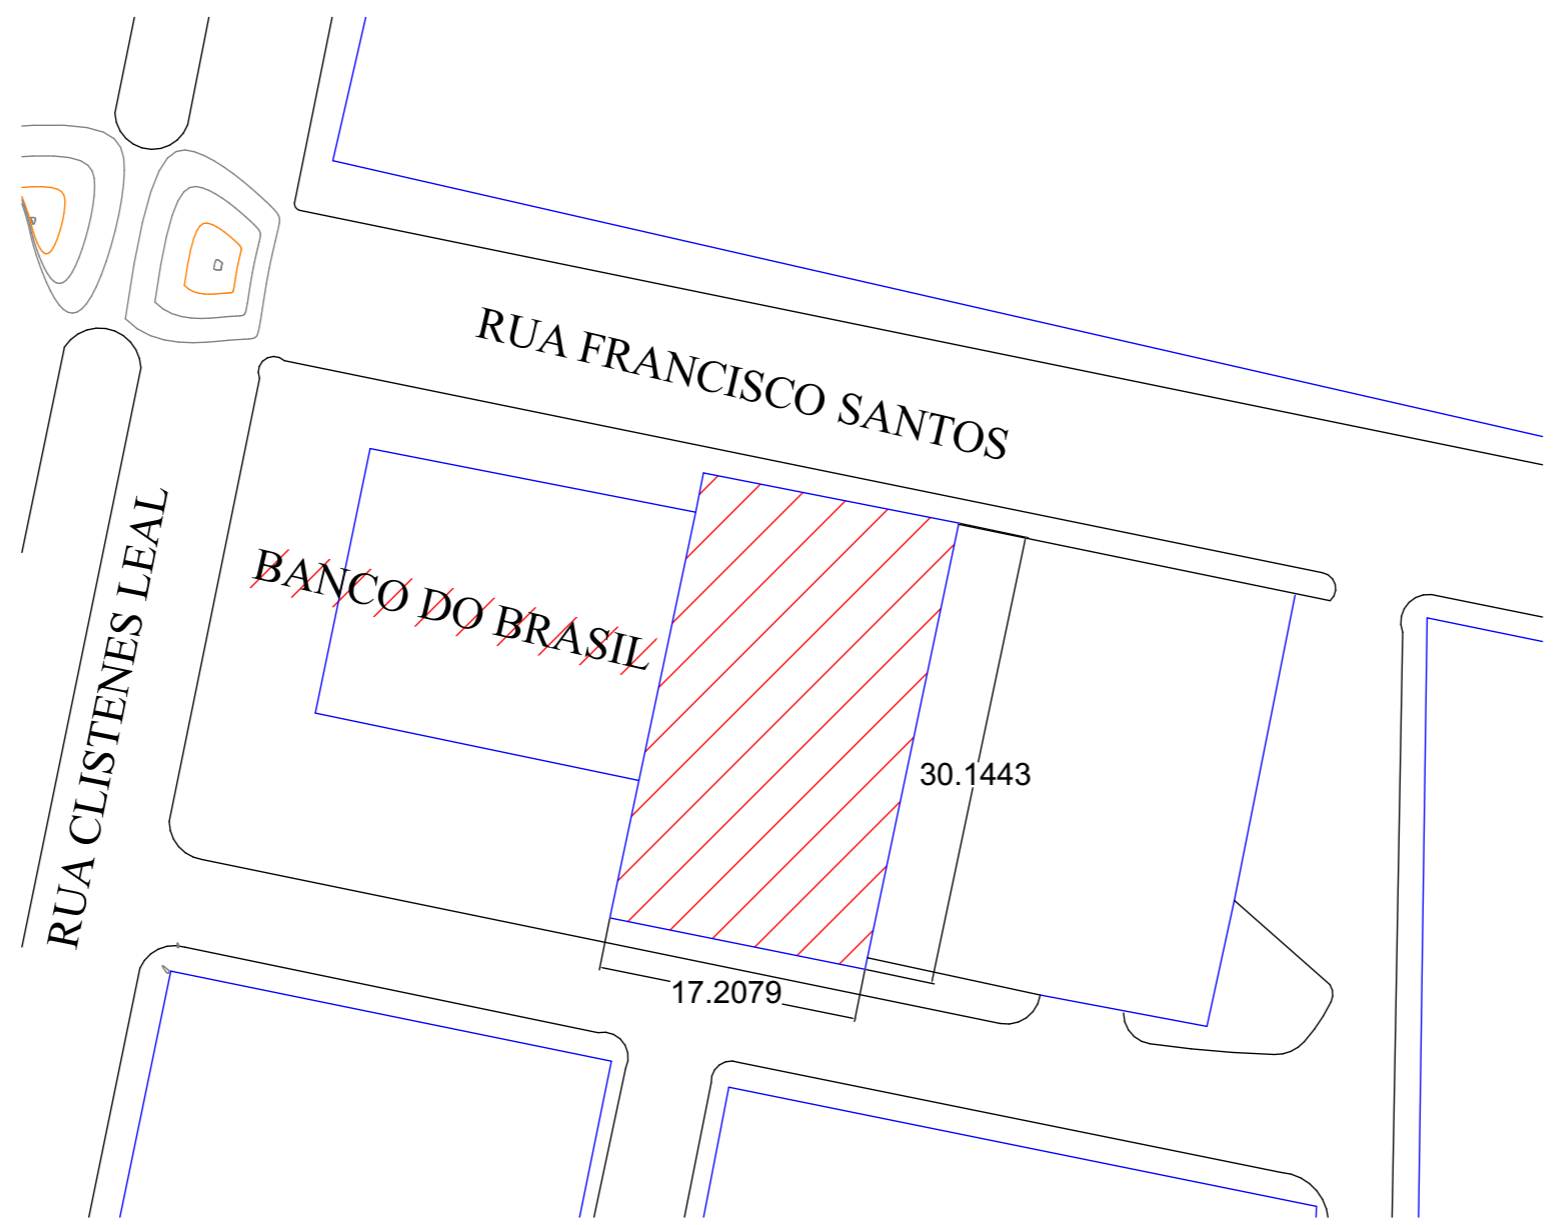 RUA FRANCISCO SANTOS
BANCO DO BRASIL
RUA CLISTENES LEAL
30.1443
17.2079